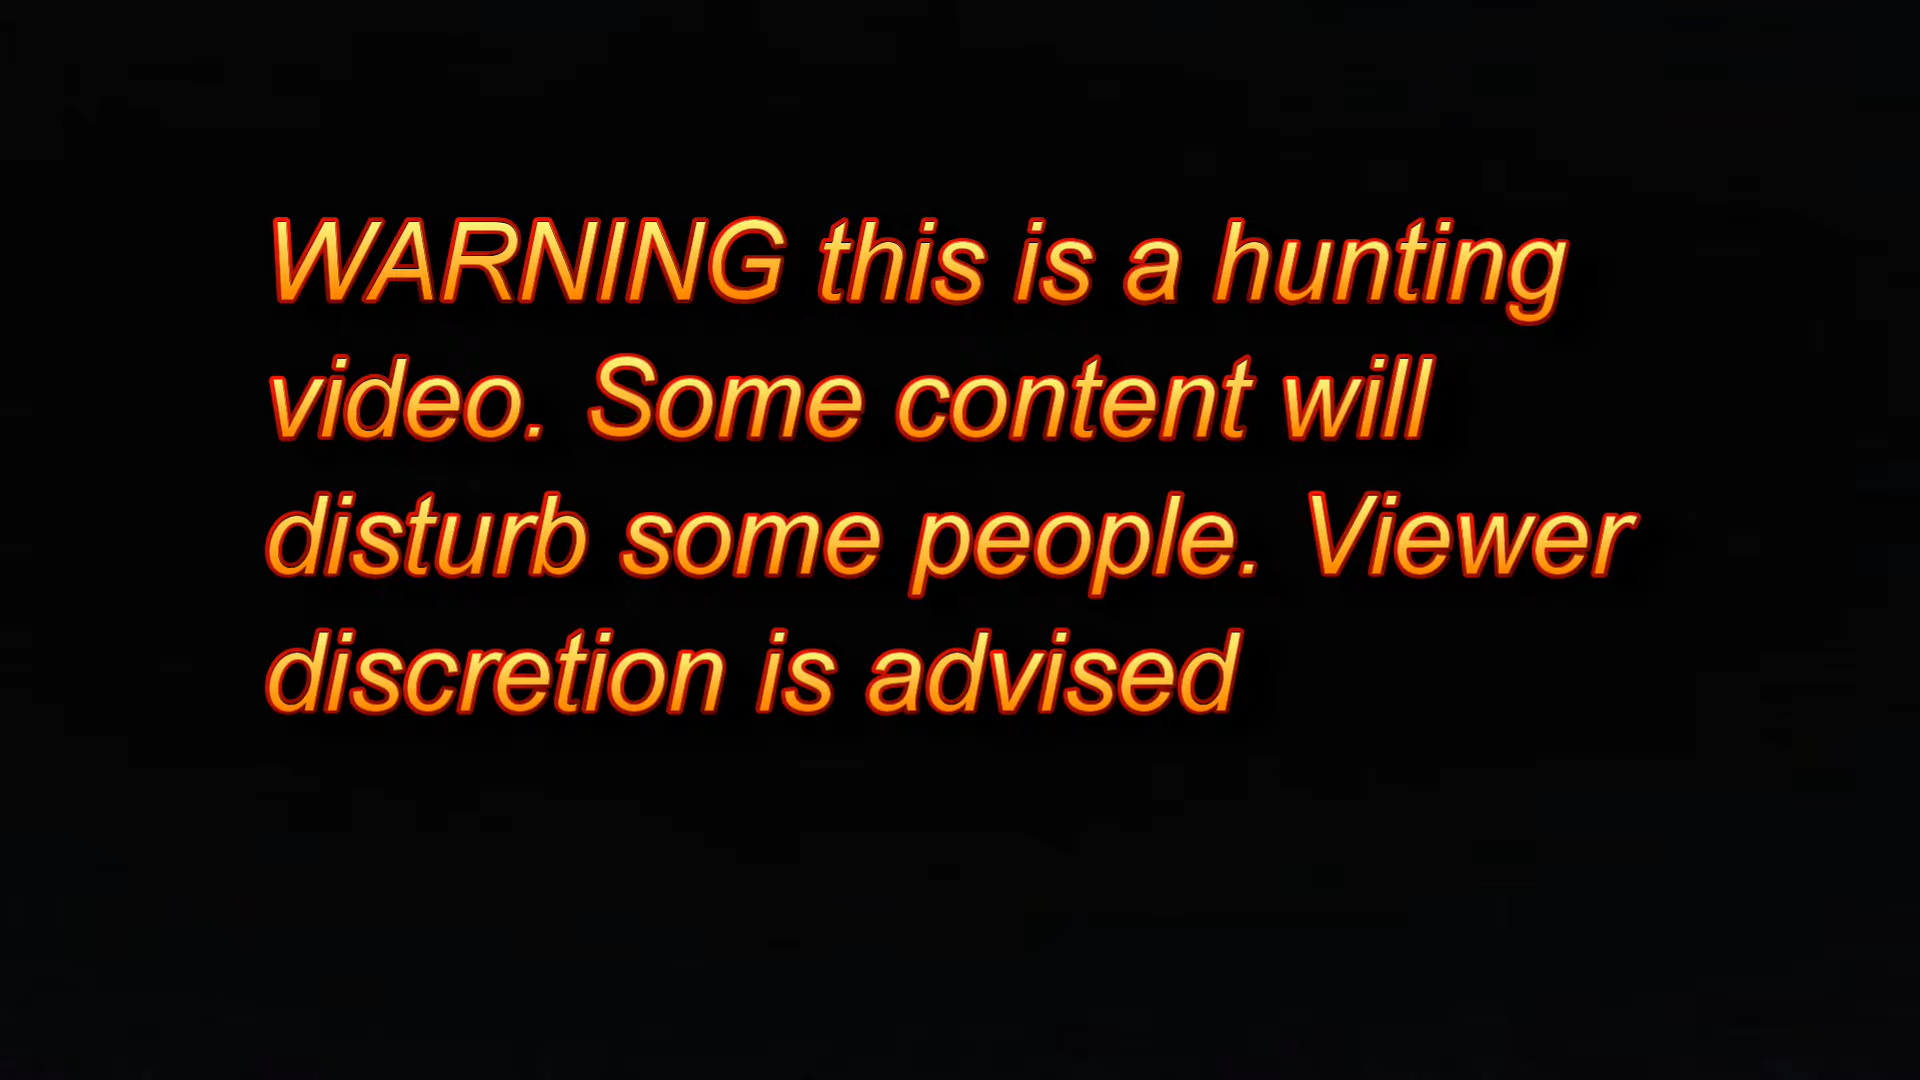 WARNING this is a hunting
video. Some content will
disturb some people. Viewer
discretion is advised